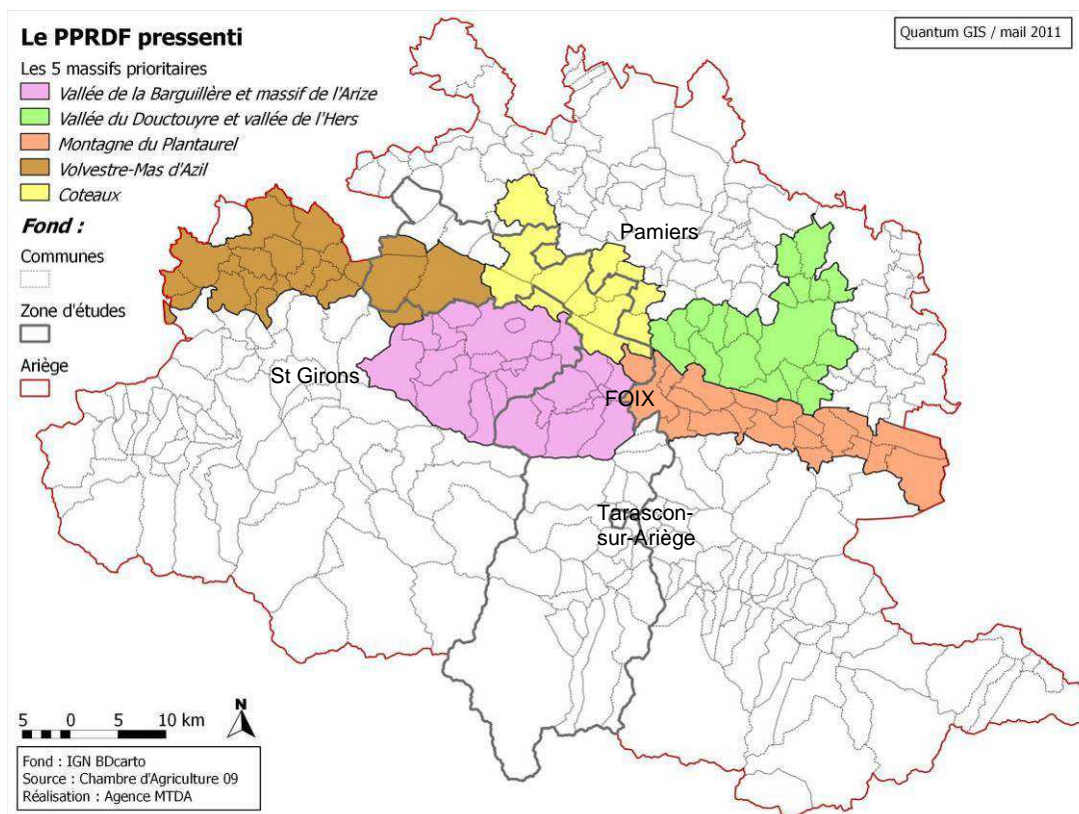 Le PPRDF pressenti
Les 5 massifs prioritaires
Vallée de la Barguillère et massif de l'Arize
Vallée du Douctouyre et vallée de l'Hers
Montagne du Plantaurel
Volvestre-Mas d'Azil
Coteaux
Fond :
Communes
Zone d'études
Ariège
Quantum GIS / mail 2011
Pamiers
St Girons
FOIX
Tarascon-
sur-Ariège
5 0 5 10 km
N
Fond : IGN BDcarto
Source : Chambre d'Agriculture 09
Réalisation : Agence MTDA